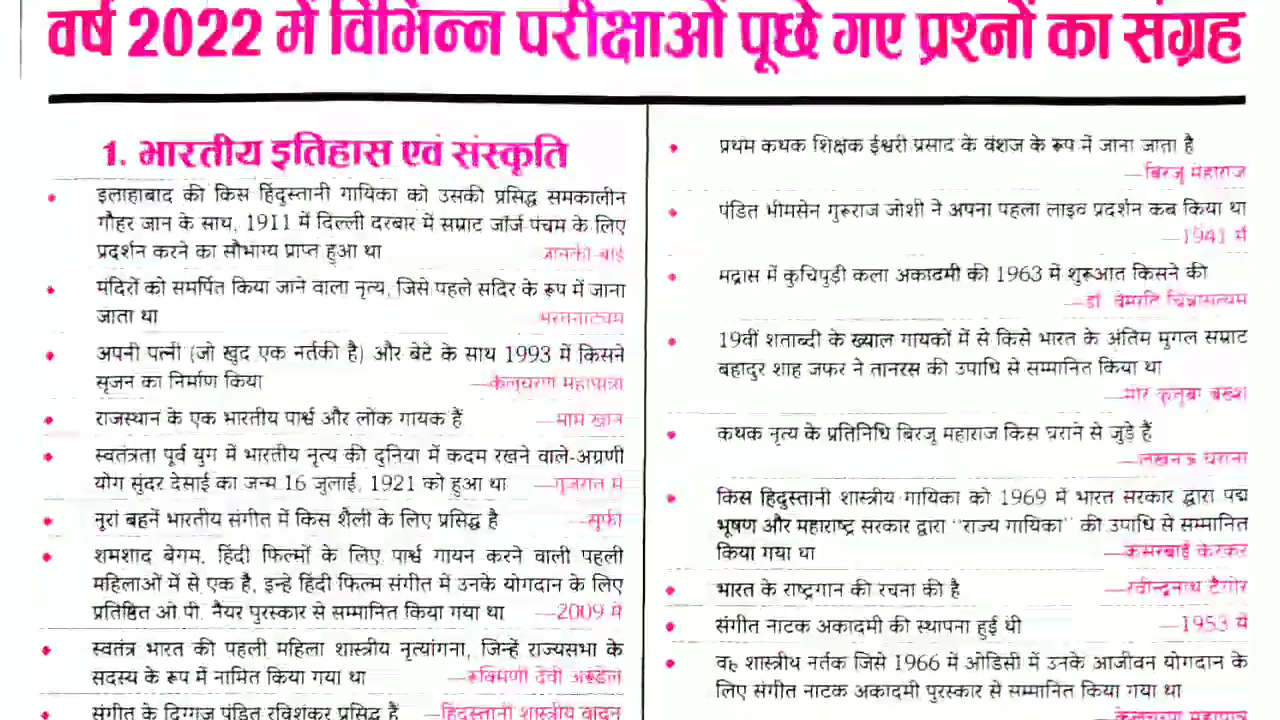 वर्ष 2022 में विभिन्न परीक्षाओं पूछे गए प्रश्नों का संग्रह
1. भारतीय इतिहास एवं संस्कृति
• इलाहाबाद की किस हिंदुस्तानी गायिका को उसकी प्रसिद्ध समकालीन
गौहर जान के साथ, 1911 में दिल्ली दरबार में सम्राट जॉर्ज पंचम के लिए
प्रदर्शन करने का सौभाग्य प्राप्त हुआ था —जानकी बाई
• मंदिरों को समर्पित किया जाने वाला नृत्य, जिसे पहले सदिर के रूप में जाना
जाता था भरतनाट्यम
• अपनी पत्नी (जो खुद एक नर्तकी है) और बेटे के साथ 1993 में किसने
सृजन का निर्माण किया —केलुचरण महापात्रा
• राजस्थान के एक भारतीय पार्श्व और लोक गायक हैं —मामे खान
• स्वतंत्रता पूर्व युग में भारतीय नृत्य की दुनिया में कदम रखने वाले-अग्रणी
योग सुंदर देसाई का जन्म 16 जुलाई, 1921 को हुआ था —गुजरात में
• नूरां बहनें भारतीय संगीत में किस शैली के लिए प्रसिद्ध है —सूफी
• शमशाद बेगम, हिंदी फिल्मों के लिए पार्श्व गायन करने वाली पहली
महिलाओं में से एक है, इन्हे हिंदी फिल्म संगीत में उनके योगदान के लिए
प्रतिष्ठित ओ.पी. नैयर पुरस्कार से सम्मानित किया गया था —2009 में
• स्वतंत्र भारत की पहली महिला शास्त्रीय नृत्यांगना, जिन्हें राज्यसभा के
सदस्य के रूप में नामित किया गया था —रुक्मिणी देवी अरुंडेल
• संगीत के दिग्गज पंडित रविशंकर प्रसिद्ध हैं —हिंदुस्तानी शास्त्रीय वादन
• प्रथम कथक शिक्षक ईश्वरी प्रसाद के वंशज के रूप में जाना जाता है
—बिरजू महाराज
• पंडित भीमसेन गुरूराज जोशी ने अपना पहला लाइव प्रदर्शन कब किया था
—1941 में
• मद्रास में कुचिपुड़ी कला अकादमी की 1963 में शुरूआत किसने की
—डॉ. वेम्पति चिन्नासत्यम
• 19वीं शताब्दी के ख्याल गायकों में से किसे भारत के अंतिम मुगल सम्राट
बहादुर शाह जफर ने तानरस की उपाधि से सम्मानित किया था
—मीर कुतुबा बख्श
• कथक नृत्य के प्रतिनिधि बिरजु महाराज किस घराने से जुड़े हैं
—लखनऊ घराना
• किस हिंदुस्तानी शास्त्रीय गायिका को 1969 में भारत सरकार द्वारा पद्म
भूषण और महाराष्ट्र सरकार द्वारा "राज्य गायिका" की उपाधि से सम्मानित
किया गया था —केसरबाई केरकर
• भारत के राष्ट्रगान की रचना की है —रवीन्द्रनाथ टैगोर
• संगीत नाटक अकादमी की स्थापना हुई थी —1953 में
• वह शास्त्रीय नर्तक जिसे 1966 में ओडिसी में उनके आजीवन योगदान के
लिए संगीत नाटक अकादमी पुरस्कार से सम्मानित किया गया था
—केलुचरण महापात्र